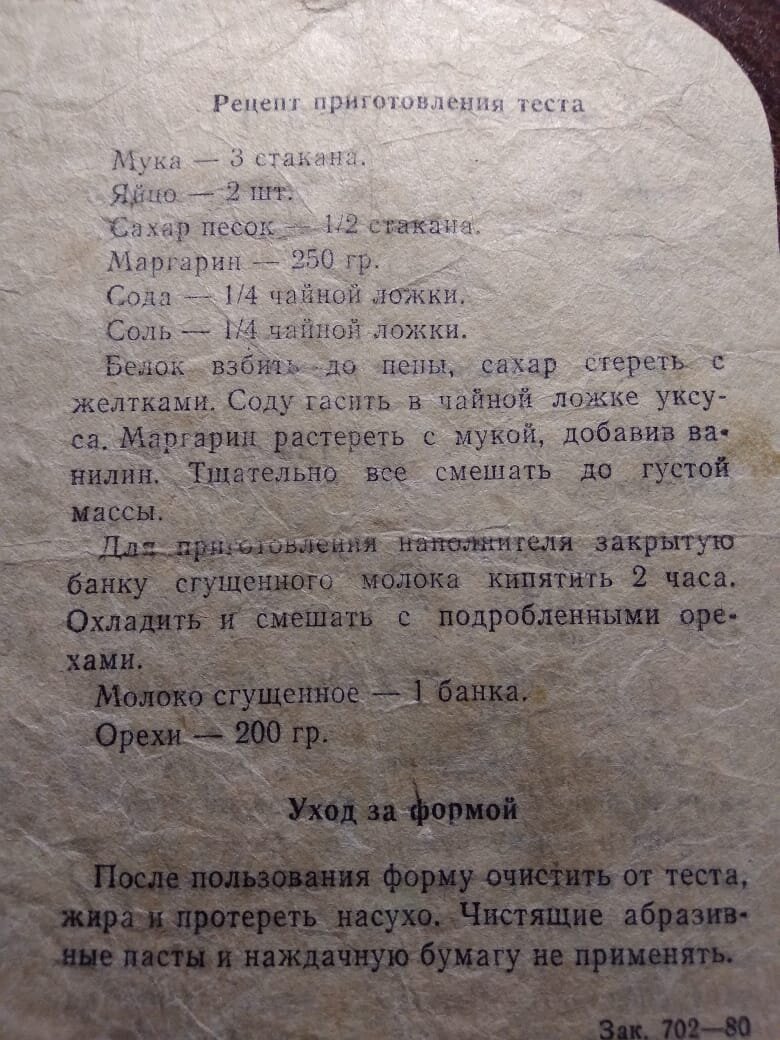 Рецепт приготовления теста
Мука — 3 стакана.
Яйцо — 2 шт.
Сахар песок — 1/2 стакана.
Маргарин — 250 гр.
Сода — 1/4 чайной ложки.
Соль — 1/4 чайной ложки.
Белок взбить до пены, сахар стереть с
желтками. Соду гасить в чайной ложке уксу-
са. Маргарин растереть с мукой, добавив ва-
нилин. Тщательно все смешать до густой
массы.
Для приготовления наполнителя закрытую
банку сгущенного молока кипятить 2 часа.
Охладить и смешать с подробленными оре-
хами.
Молоко сгущенное — 1 банка.
Орехи — 200 гр.
Уход за формой
После пользования форму очистить от теста,
жира и протереть насухо. Чистящие абразив-
ные пасты и наждачную бумагу не применять.
Зак. 702—80